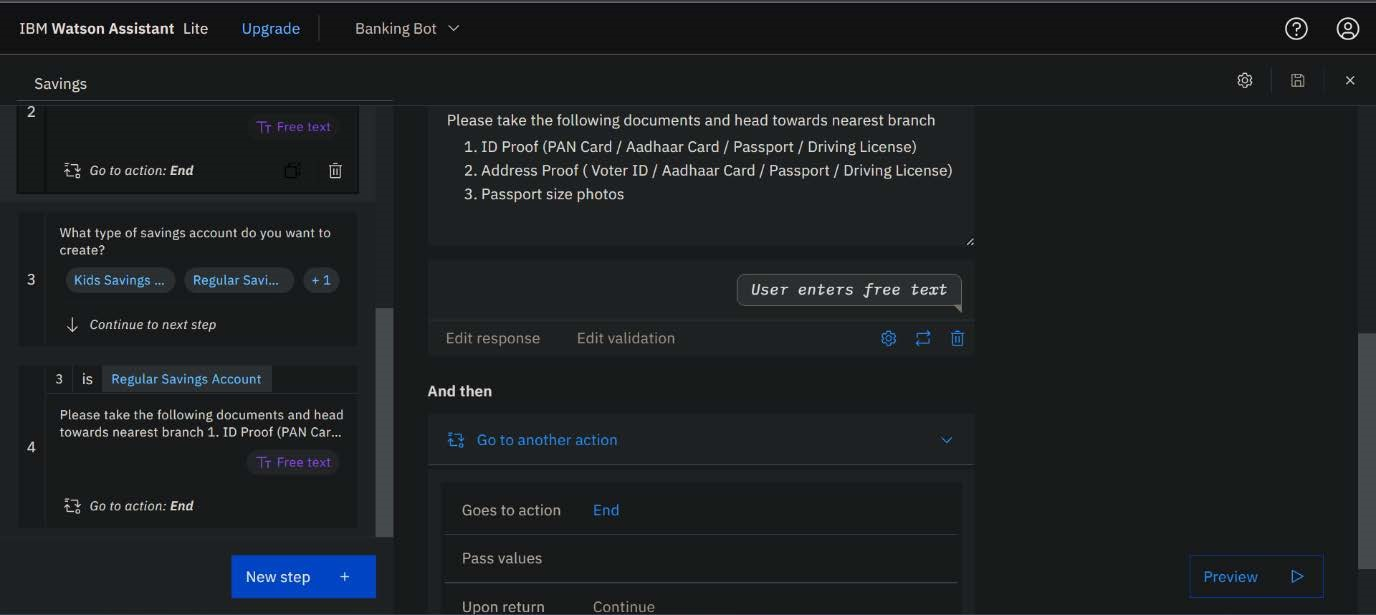 IBM Watson Assistant Lite Upgrade Banking Bot
Savings
2
Free text
Go to action: End
3
What type of savings account do you want to
create?
Kids Savings ... Regular Savi... + 1
Continue to next step
4
3 is Regular Savings Account
Please take the following documents and head
towards nearest branch 1. ID Proof (PAN Car...
Free text
Go to action: End
New step +
Please take the following documents and head towards nearest branch
1. ID Proof (PAN Card / Aadhaar Card / Passport / Driving License)
2. Address Proof ( Voter ID / Aadhaar Card / Passport / Driving License)
3. Passport size photos
User enters free text
Edit response Edit validation
And then
Go to another action
Goes to action End
Pass values
Upon return Continue
Preview